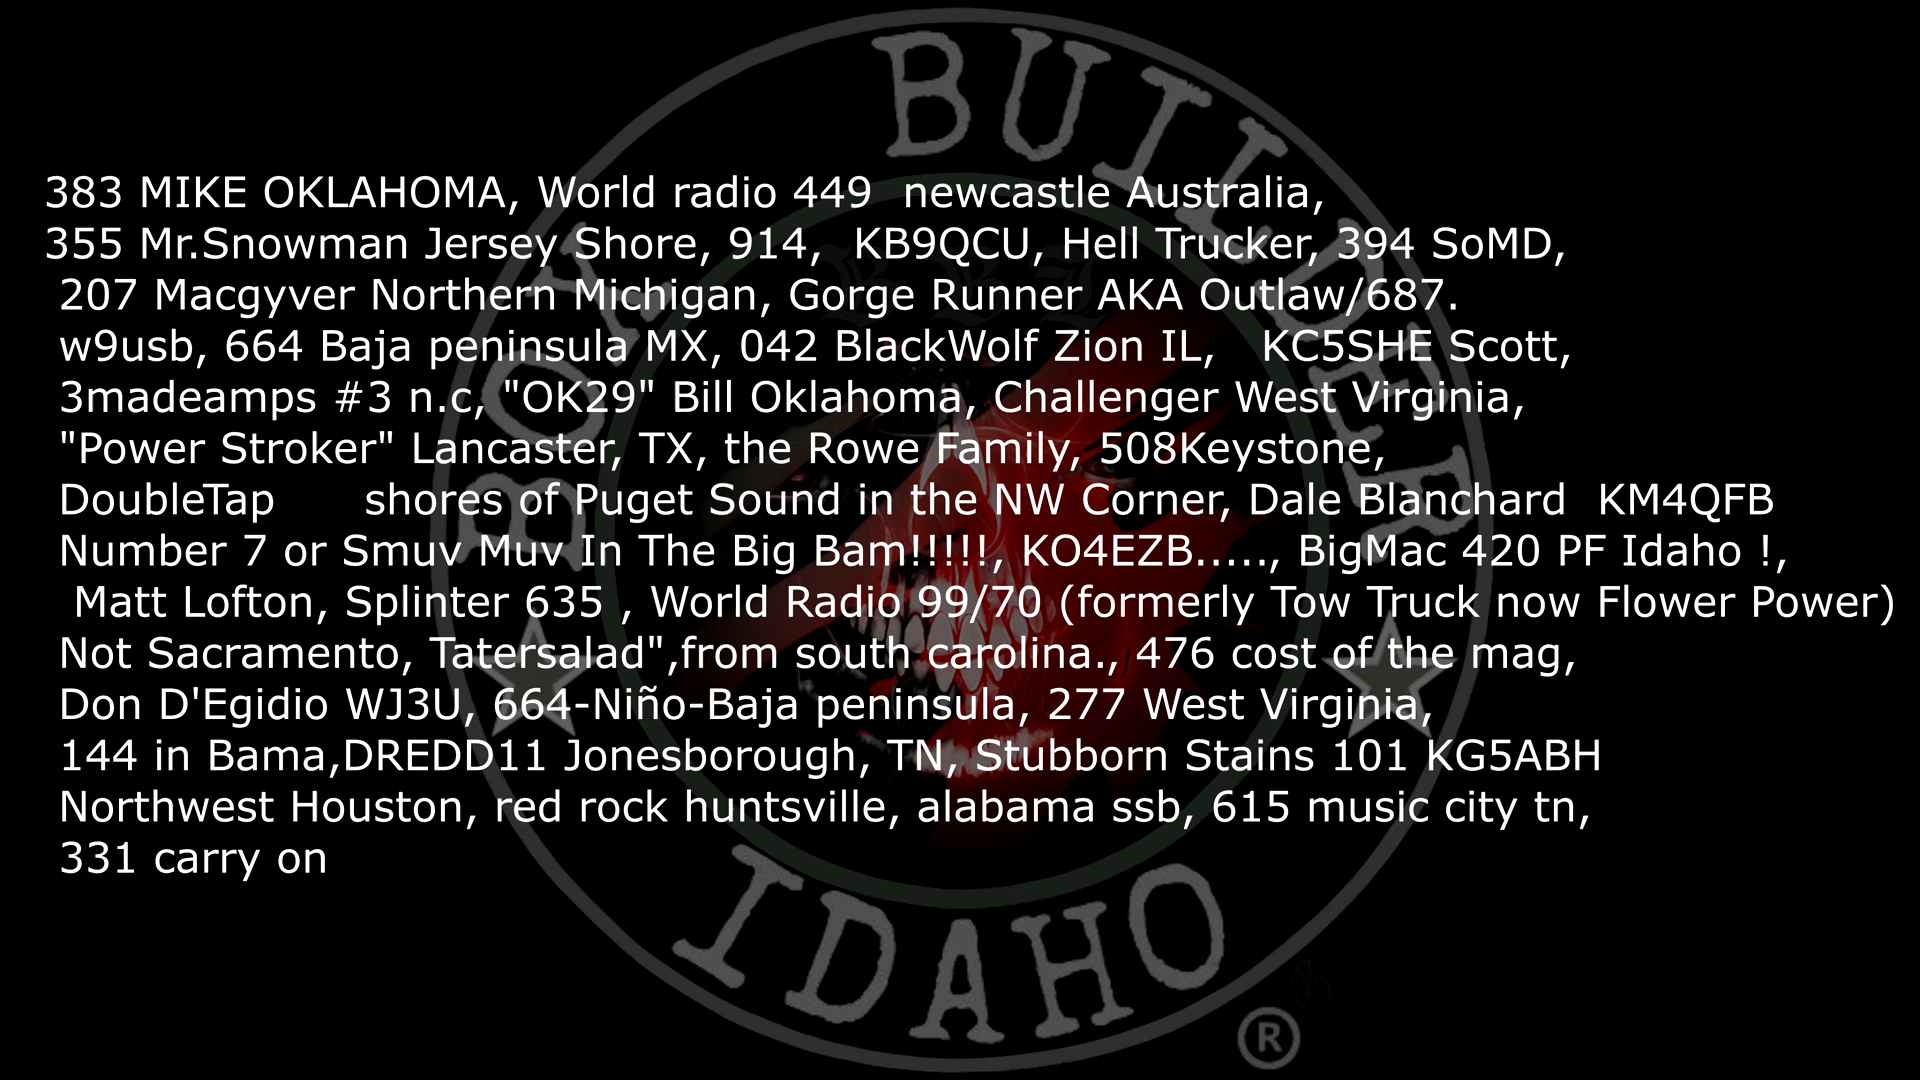 BOX BUILDER
383 MIKE OKLAHOMA, World radio 449 newcastle Australia,
355 Mr.Snowman Jersey Shore, 914, KB9QCU, Hell Trucker, 394 SoMD,
207 Macgyver Northern Michigan, Gorge Runner AKA Outlaw/687.
w9usb, 664 Baja peninsula MX, 042 BlackWolf Zion IL, KC5SHE Scott,
3madeamps #3 n.c, "OK29" Bill Oklahoma, Challenger West Virginia,
"Power Stroker" Lancaster, TX, the Rowe Family, 508Keystone,
DoubleTap shores of Puget Sound in the NW Corner, Dale Blanchard KM4QFB
Number 7 or Smuv Muv In The Big Bam!!!!!, KO4EZB....., BigMac 420 PF Idaho !,
Matt Lofton, Splinter 635 , World Radio 99/70 (formerly Tow Truck now Flower Power)
Not Sacramento, Tatersalad",from south carolina., 476 cost of the mag,
Don D'Egidio WJ3U, 664-Niño-Baja peninsula, 277 West Virginia,
144 in Bama,DREDD11 Jonesborough, TN, Stubborn Stains 101 KG5ABH
Northwest Houston, red rock huntsville, alabama ssb, 615 music city tn,
331 carry on
IDAHO
®